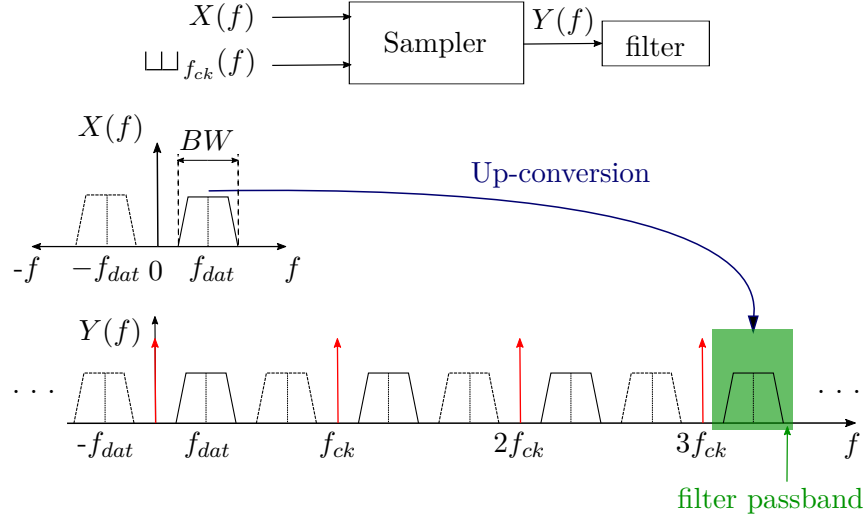 X(f)
f_{ck}(f)
Sampler
Y(f)
filter
X(f)
BW
Up-conversion
-f
−f_{dat}
0
f_{dat}
f
Y(f)
· · ·
· · ·
-f_{dat}
f_{dat}
f_{ck}
2f_{ck}
3f_{ck}
f
filter passband